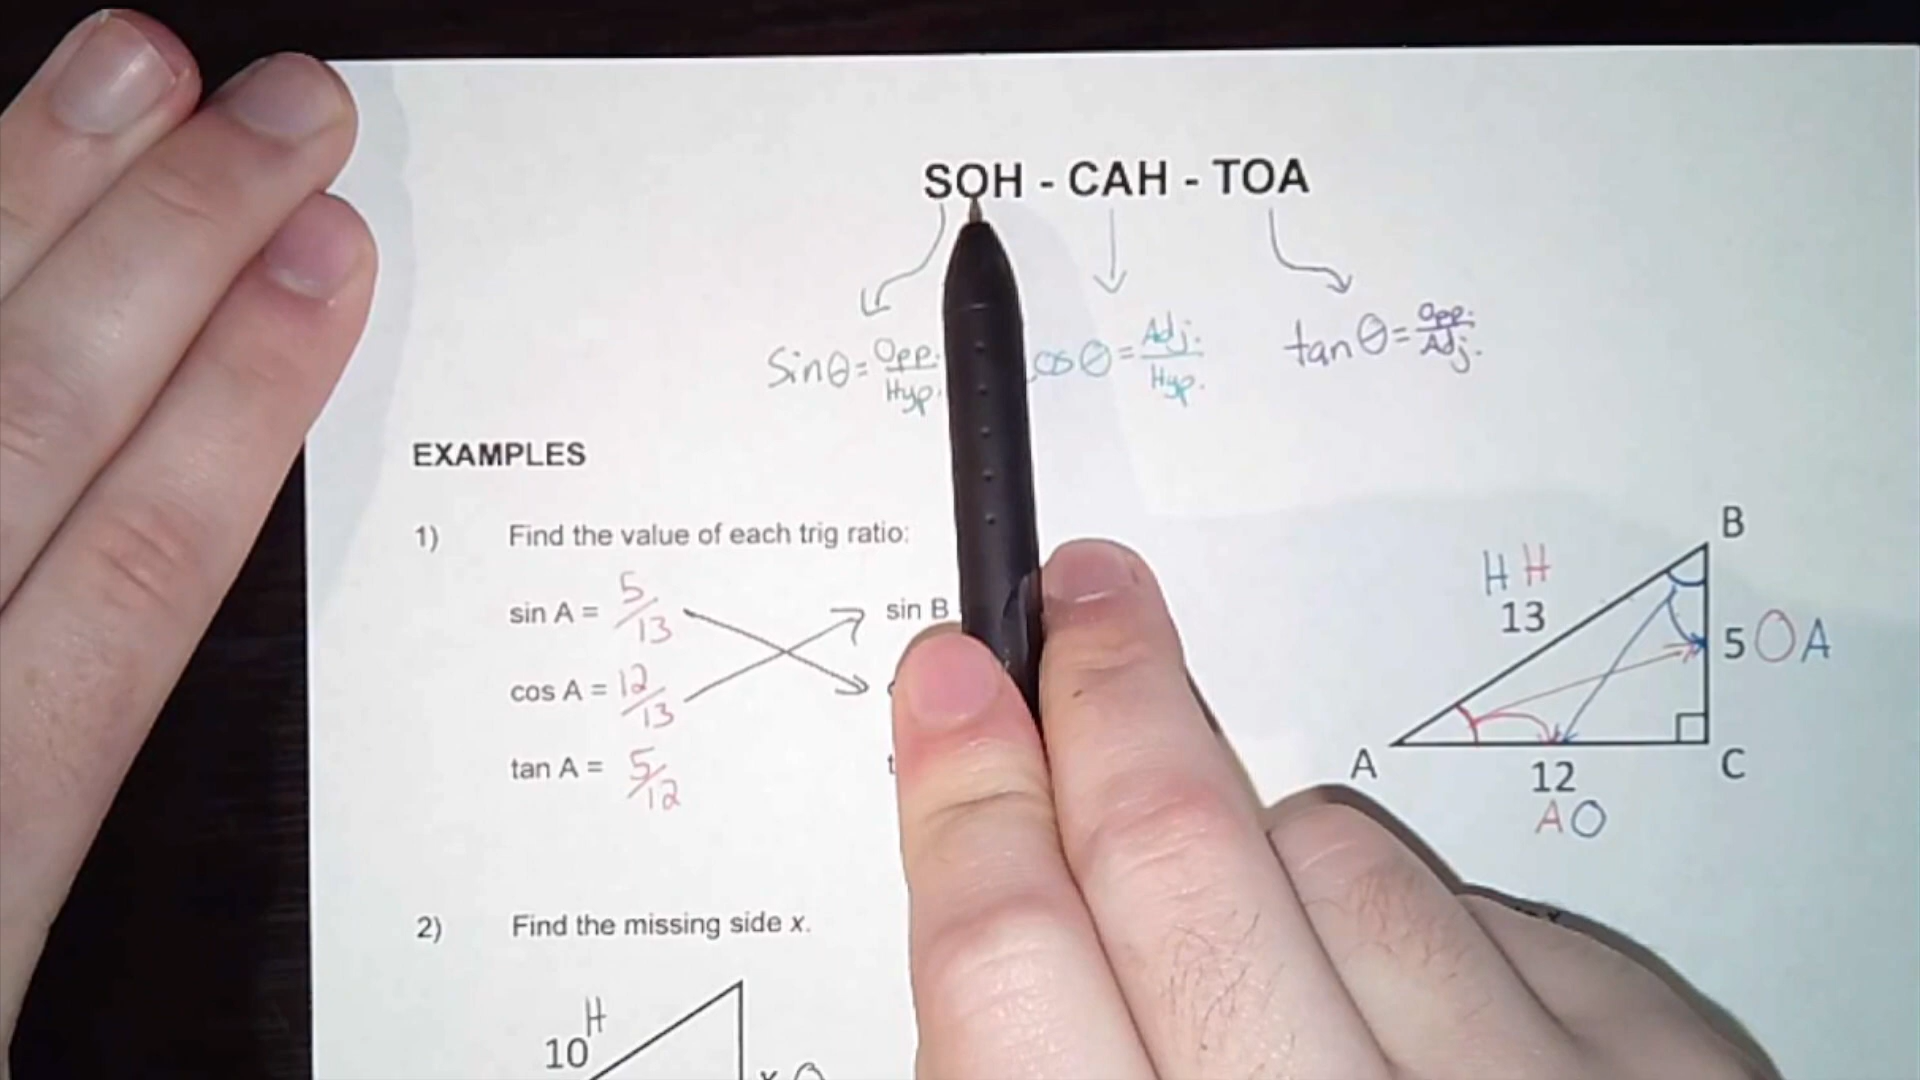 SOH - CAH - TOA
Sinθ = Opp. / Hyp. osθ = Adj. / Hyp. tanθ = Opp. / Adj.
EXAMPLES
1) Find the value of each trig ratio:
sin A = 5/13 sin B
cos A = 12/13
tan A = 5/12 t
B
H H
13
5 O A
A
12
C
A O
2) Find the missing side x.
H
10
x O